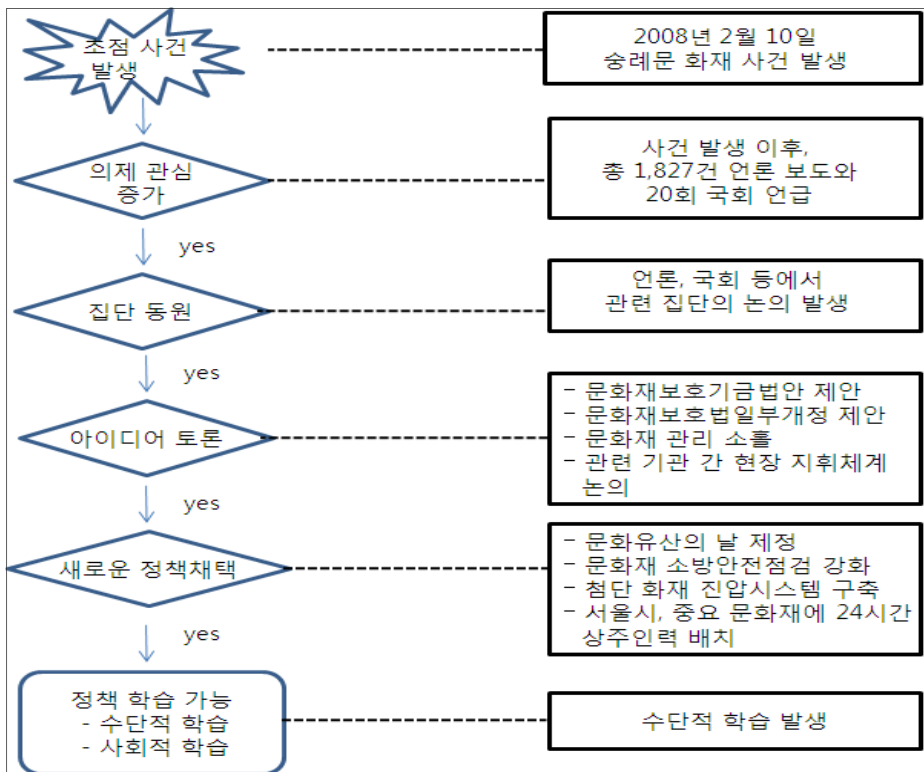 초점 사건
발생
2008년 2월 10일
숭례문 화재 사건 발생
의제 관심
증가
사건 발생 이후,
총 1,827건 언론 보도와
20회 국회 언급
yes
집단 동원
언론, 국회 등에서
관련 집단의 논의 발생
yes
아이디어 토론
- 문화재보호기금법안 제안
- 문화재보호법일부개정 제안
- 문화재 관리 소홀
- 관련 기관 간 현장 지휘체계
논의
yes
새로운 정책채택
- 문화유산의 날 제정
- 문화재 소방안전점검 강화
- 첨단 화재 진압시스템 구축
- 서울시, 중요 문화재에 24시간
상주인력 배치
yes
정책 학습 가능
- 수단적 학습
- 사회적 학습
수단적 학습 발생